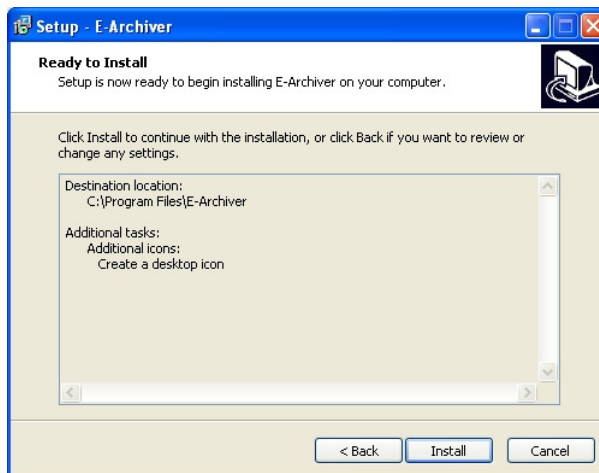 Setup - E-Archiver
Ready to Install
Setup is now ready to begin installing E-Archiver on your computer.
Click Install to continue with the installation, or click Back if you want to review or
change any settings.
Destination location:
C:\Program Files\E-Archiver
Additional tasks:
Additional icons:
Create a desktop icon
< Back
Install
Cancel